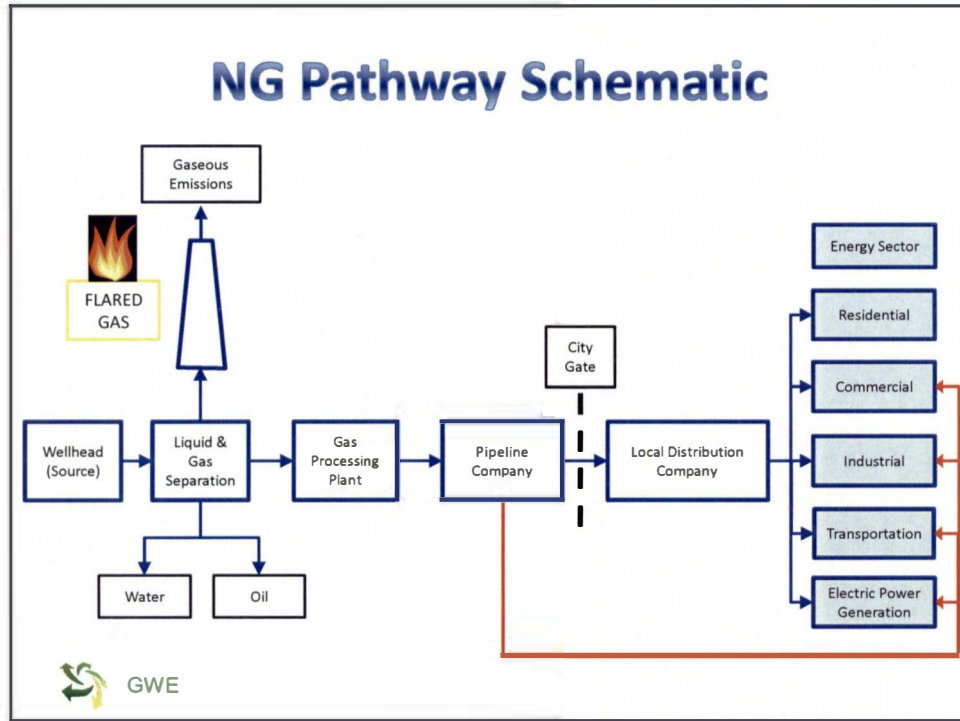 NG Pathway Schematic
Gaseous
Emissions
FLARED
GAS
City
Gate
Energy Sector
Residential
Commercial
Industrial
Transportation
Electric Power
Generation
Wellhead
(Source)
Liquid &
Gas
Separation
Gas
Processing
Plant
Pipeline
Company
Local Distribution
Company
Water
Oil
GWE